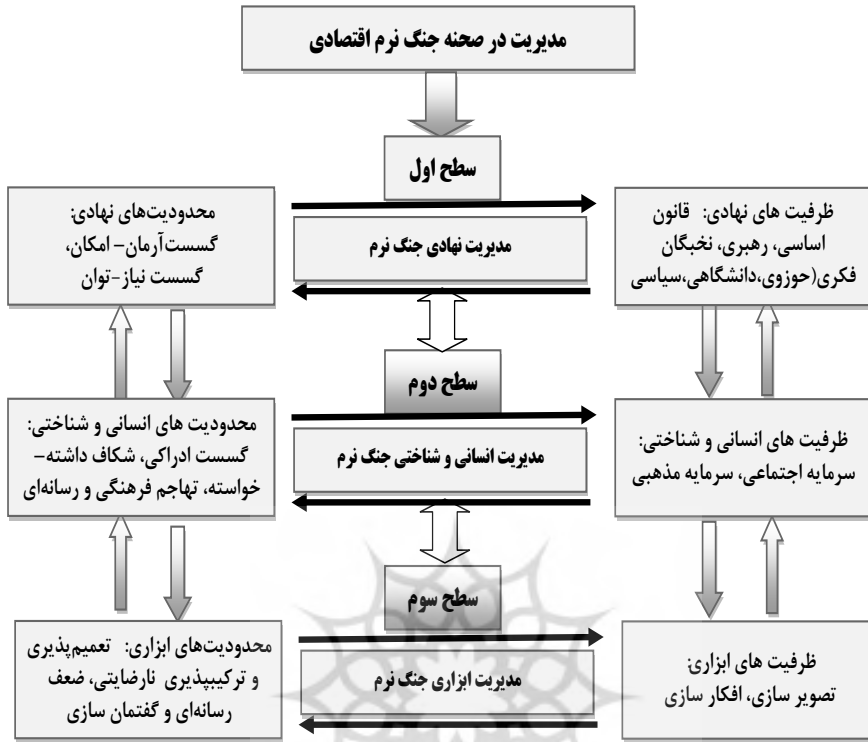 مدیریت در صحنه جنگ نرم اقتصادی
سطح اول
ظرفیت های نهادی: قانون
اساسی، رهبری، نخبگان
فکری(حوزوی،دانشگاهی،سیاسی
مدیریت نهادی جنگ نرم
محدودیت‌های نهادی:
گسست‌آرمان- امکان،
گسست نیاز-توان
سطح دوم
ظرفیت های انسانی و شناختی:
سرمایه اجتماعی، سرمایه مذهبی
مدیریت انسانی و شناختی جنگ نرم
محدودیت های انسانی و شناختی:
گسست ادراکی، شکاف داشته-
خواسته، تهاجم فرهنگی و رسانه‌ای
سطح سوم
ظرفیت های ابزاری:
تصویر سازی، افکار سازی
مدیریت ابزاری جنگ نرم
محدودیت‌های ابزاری: تعمیم‌پذیری
و ترکیبپذیری نارضایتی، ضعف
رسانه‌ای و گفتمان سازی